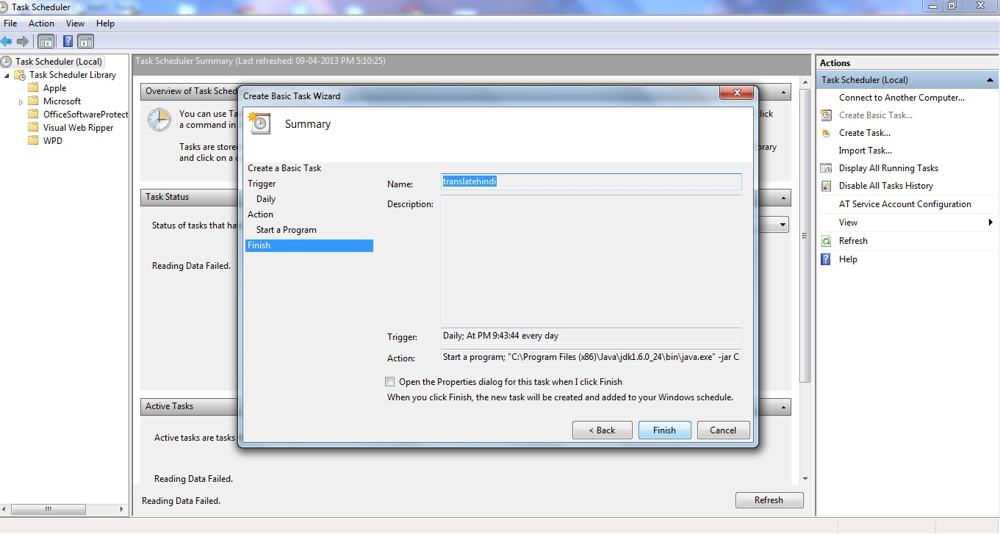 Task Scheduler
File Action View Help
Task Scheduler (Local)
Task Scheduler Library
Apple
Microsoft
OfficeSoftwareProtect
Visual Web Ripper
WPD
Task Scheduler Summary (Last refreshed: 09-04-2013 PM 5:10:25)
Overview of Task Sched
You can use Ta
lick
a command in
Tasks are store
rary
and click on a
Task Status
Status of tasks that ha
Reading Data Failed.
Active Tasks
Active tasks are tasks
Reading Data Failed.
Reading Data Failed.
Refresh
Create Basic Task Wizard
Summary
Create a Basic Task
Trigger
Daily
Action
Start a Program
Finish
Name: translatehindi
Description:
Trigger: Daily; At PM 9:43:44 every day
Action: Start a program; "C:\Program Files (x86)\Java\jdk1.6.0_24\bin\java.exe" -jar C:
Open the Properties dialog for this task when I click Finish
When you click Finish, the new task will be created and added to your Windows schedule.
< Back Finish Cancel
Actions
Task Scheduler (Local)
Connect to Another Computer...
Create Basic Task...
Create Task...
Import Task...
Display All Running Tasks
Disable All Tasks History
AT Service Account Configuration
View
Refresh
Help